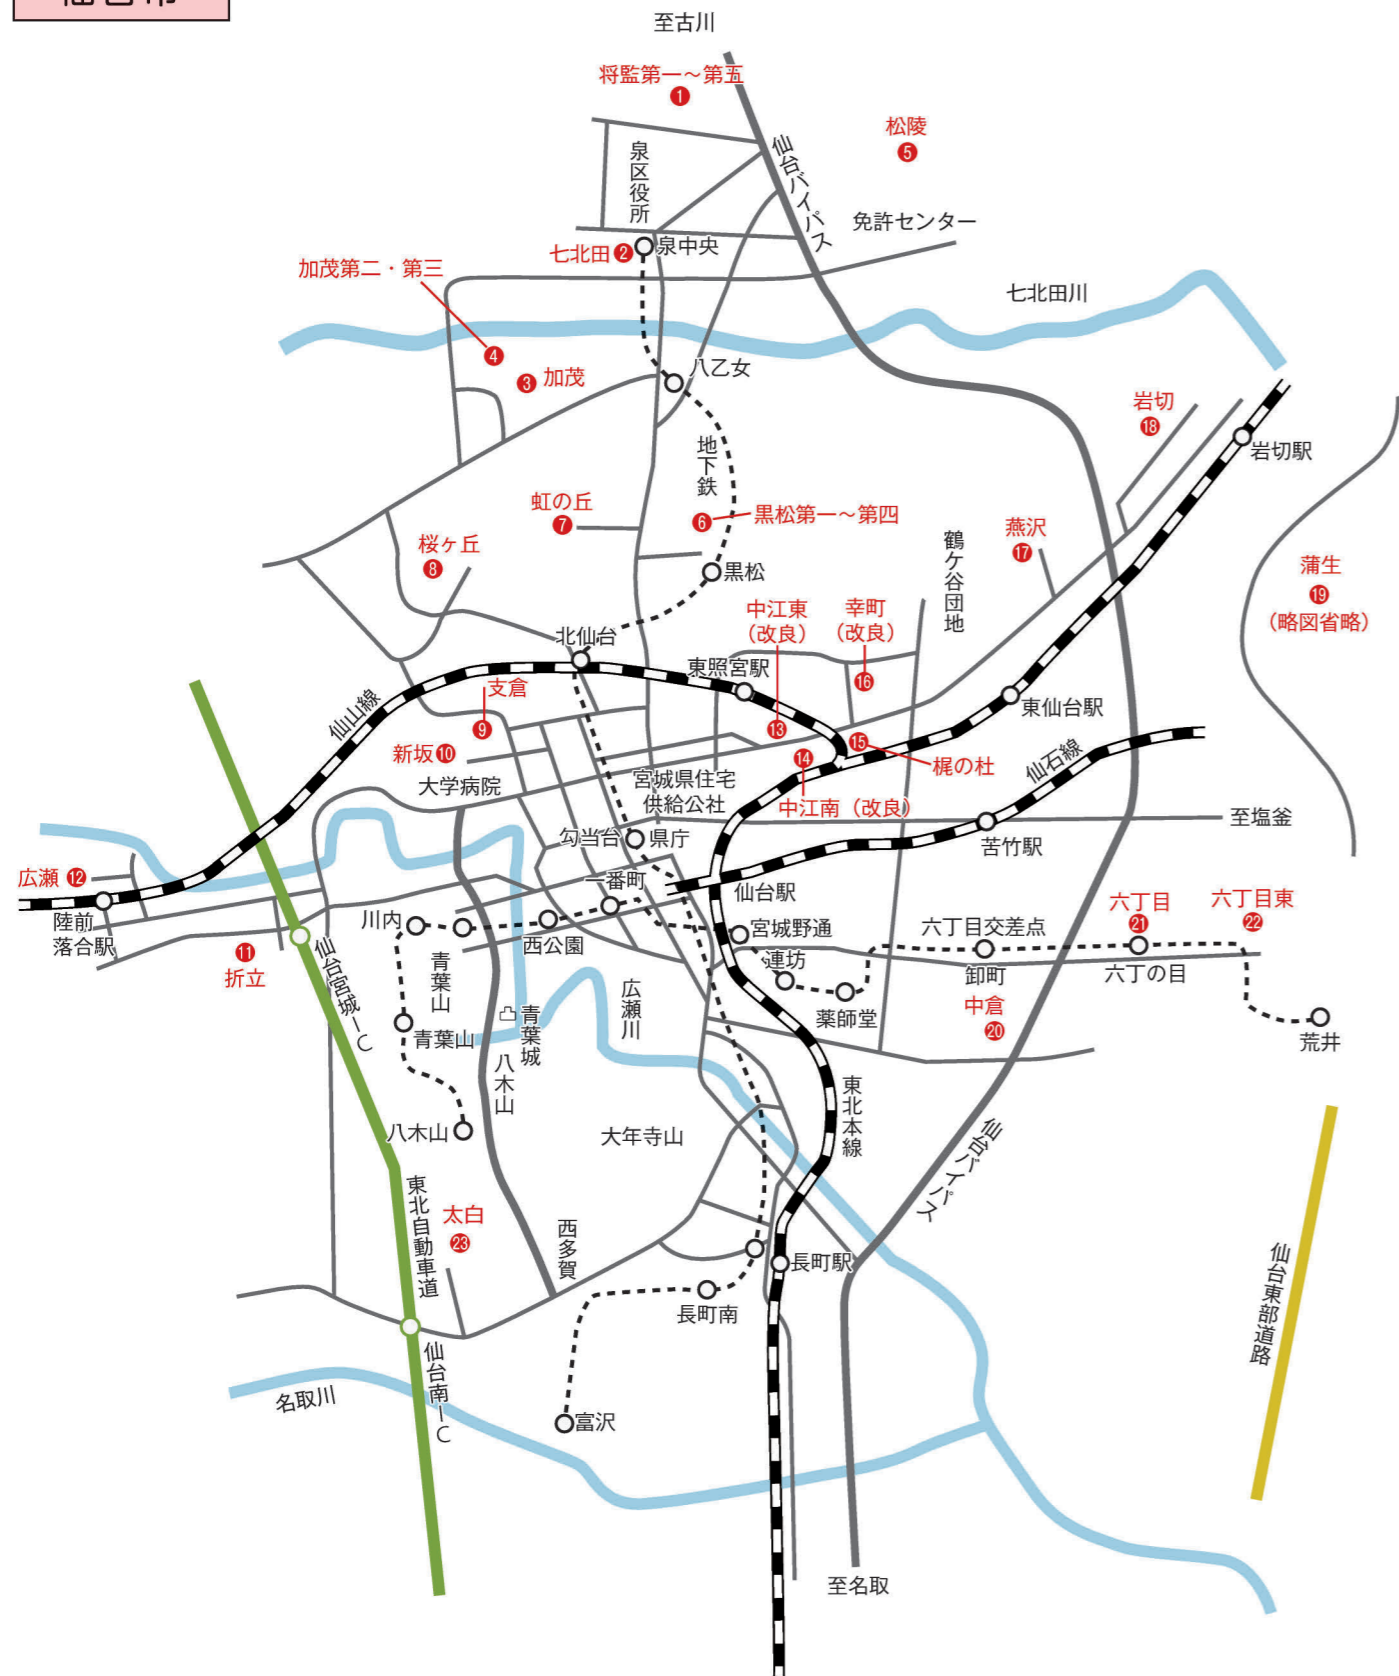 仙台市
至古川
将監第一～第五
❶
松陵
❺
仙台バイパス
泉区役所
免許センター
七北田❷
泉中央
加茂第二・第三
七北田川
❹
❸加茂
八乙女
岩切
⓲
岩切駅
地下鉄
虹の丘
❼
❻
黒松第一～第四
燕沢
⓱
鶴ケ谷団地
桜ヶ丘
❽
黒松
蒲生
⓳
（略図省略）
中江東
（改良）
幸町
（改良）
北仙台
東照宮駅
⓰
支倉
仙山線
東仙台駅
❾
⓭
⓯
新坂❿
⓮
梶の杜
仙石線
大学病院
宮城県住宅
供給公社
中江南（改良）
至塩釜
勾当台
県庁
苦竹駅
広瀬⓬
一番町
仙台駅
陸前
落合駅
川内
西公園
宮城野通
六丁目交差点
六丁目
㉑
六丁目東
㉒
⓫
折立
仙台宮城IC
青葉山
連坊
卸町
六丁の目
広瀬川
薬師堂
中倉
⓴
青葉山
青葉城
荒井
八木山
東北本線
八木山
大年寺山
仙台バイパス
東北自動車道
太白
㉓
西多賀
長町駅
仙台東部道路
長町南
仙台南IC
名取川
富沢
至名取